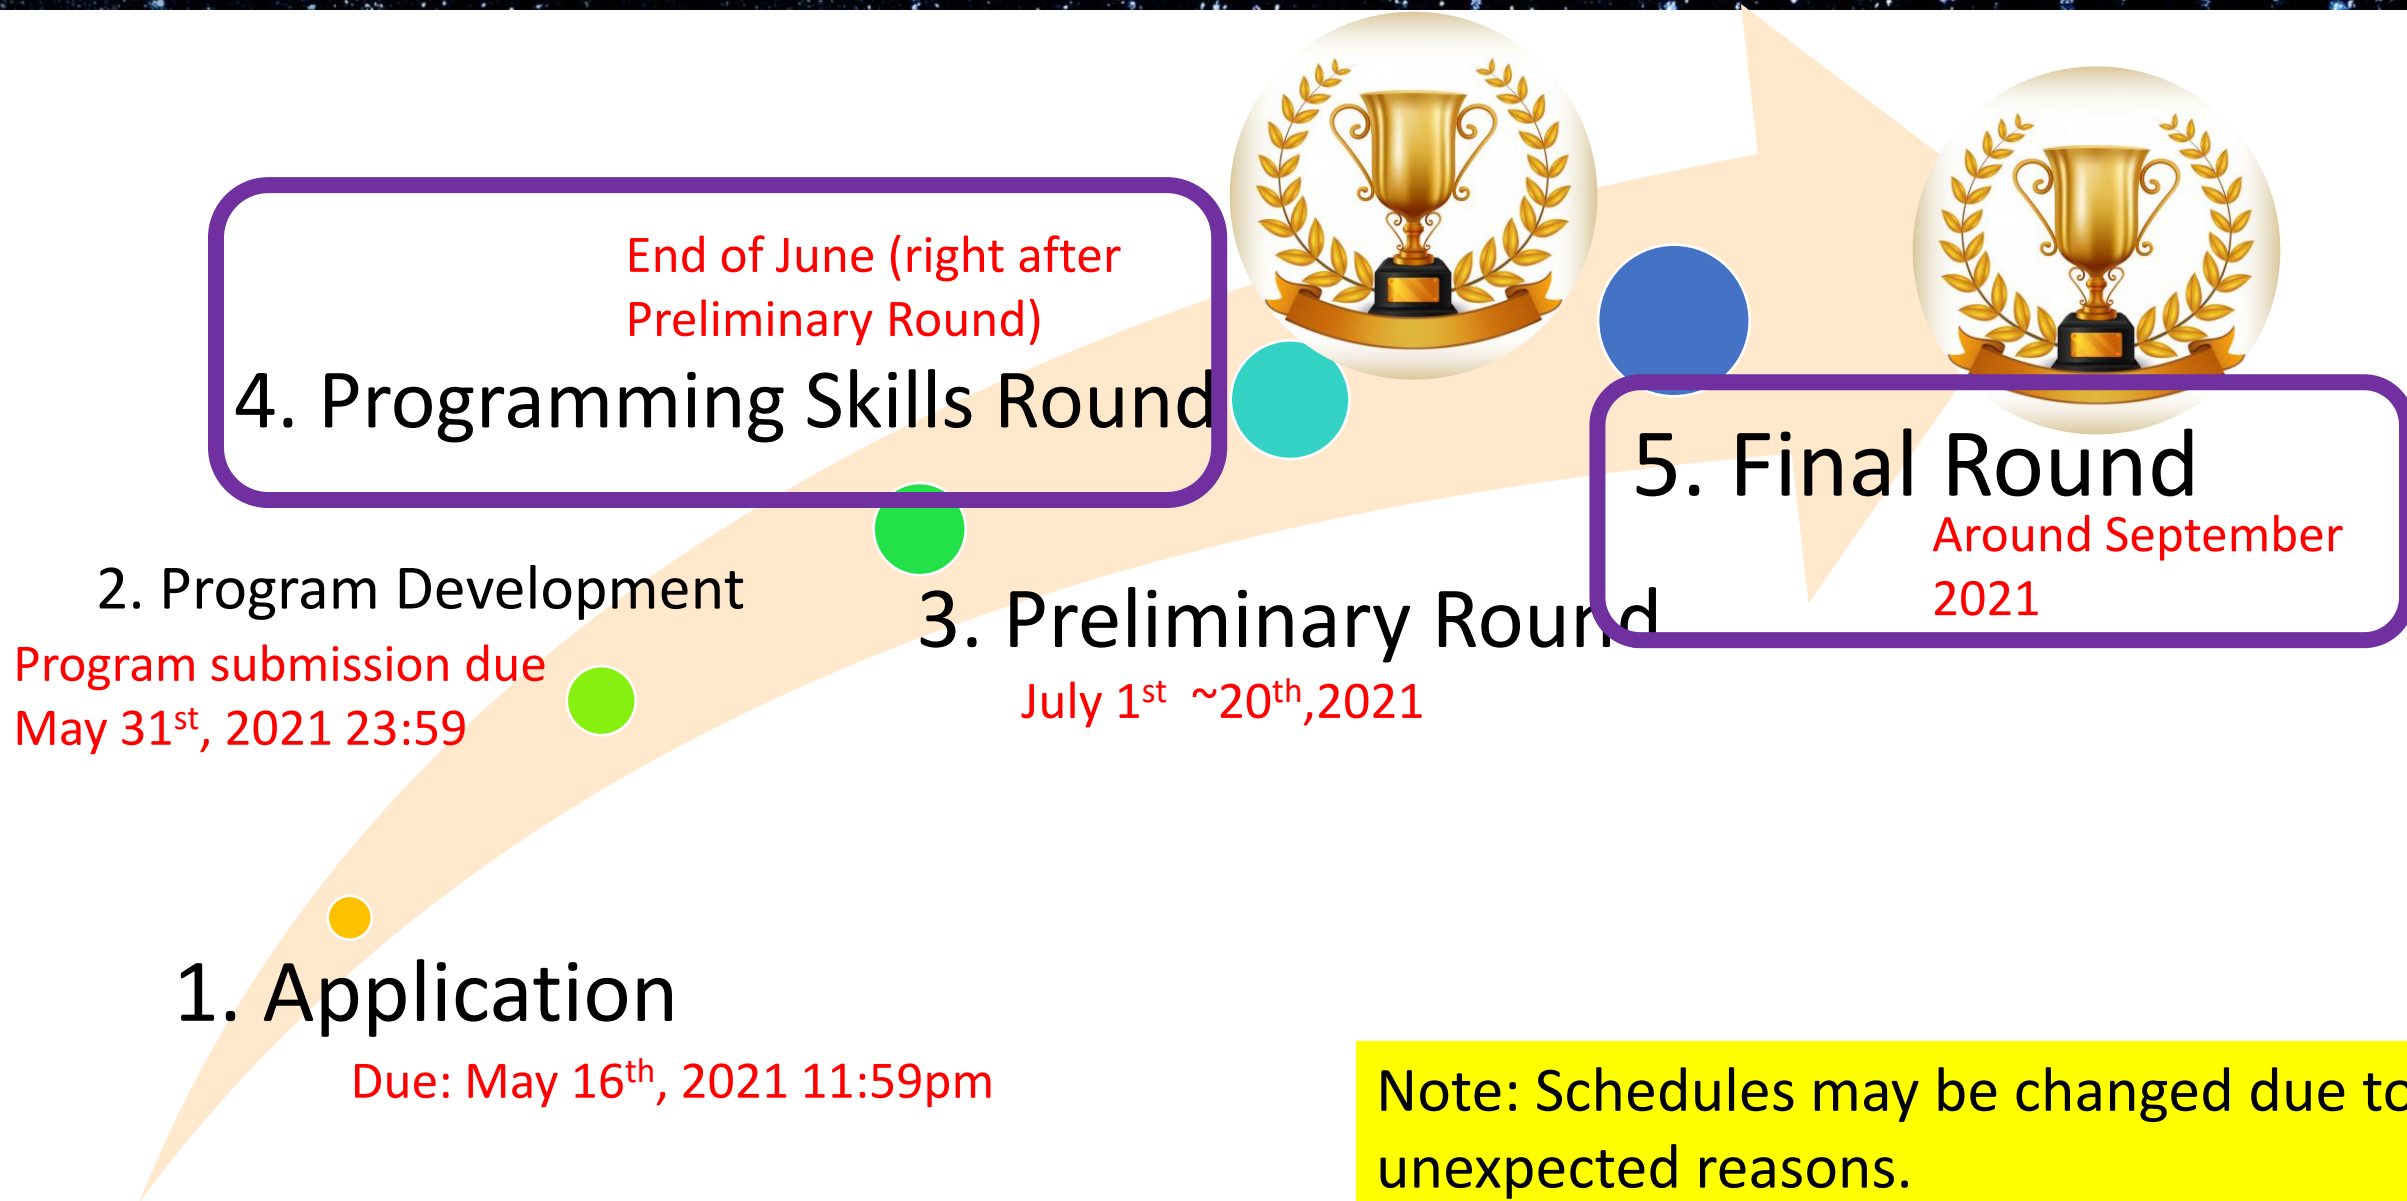 End of June (right after
Preliminary Round)
4. Programming Skills Round
5. Final Round
Around September
2021
2. Program Development
Program submission due
May 31st, 2021 23:59
3. Preliminary Round
July 1st ~20th,2021
1. Application
Due: May 16th, 2021 11:59pm
Note: Schedules may be changed due to
unexpected reasons.